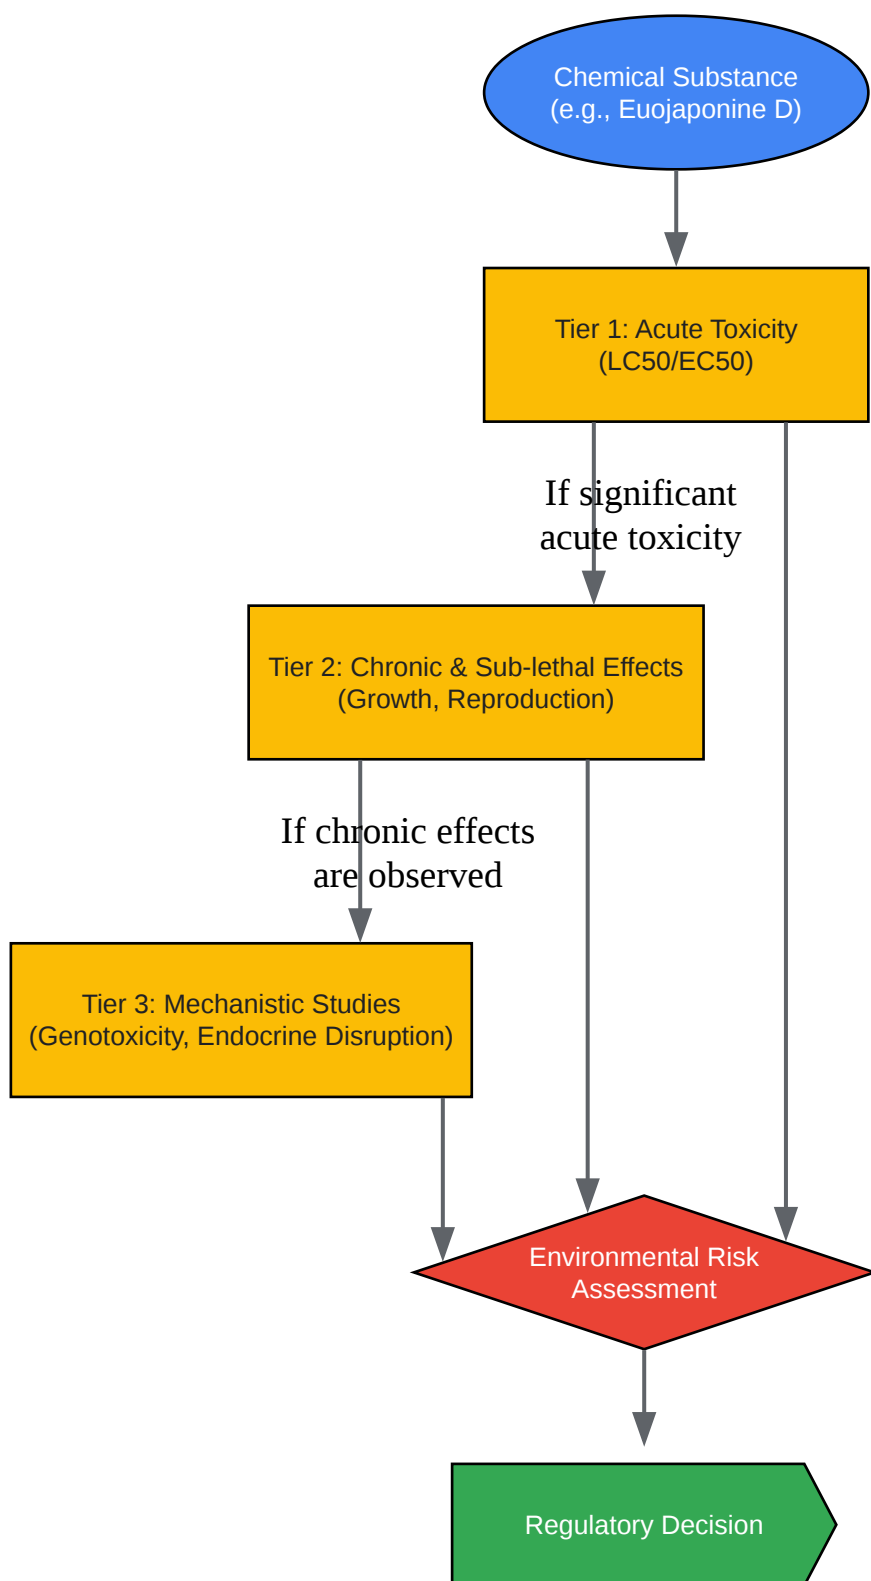 Chemical Substance
(e.g., Euojaponine D)
Tier 1: Acute Toxicity
(LC50/EC50)
If significant
acute toxicity
Tier 2: Chronic & Sub-lethal Effects
(Growth, Reproduction)
If chronic effects
are observed
Tier 3: Mechanistic Studies
(Genotoxicity, Endocrine Disruption)
Environmental Risk
Assessment
Regulatory Decision